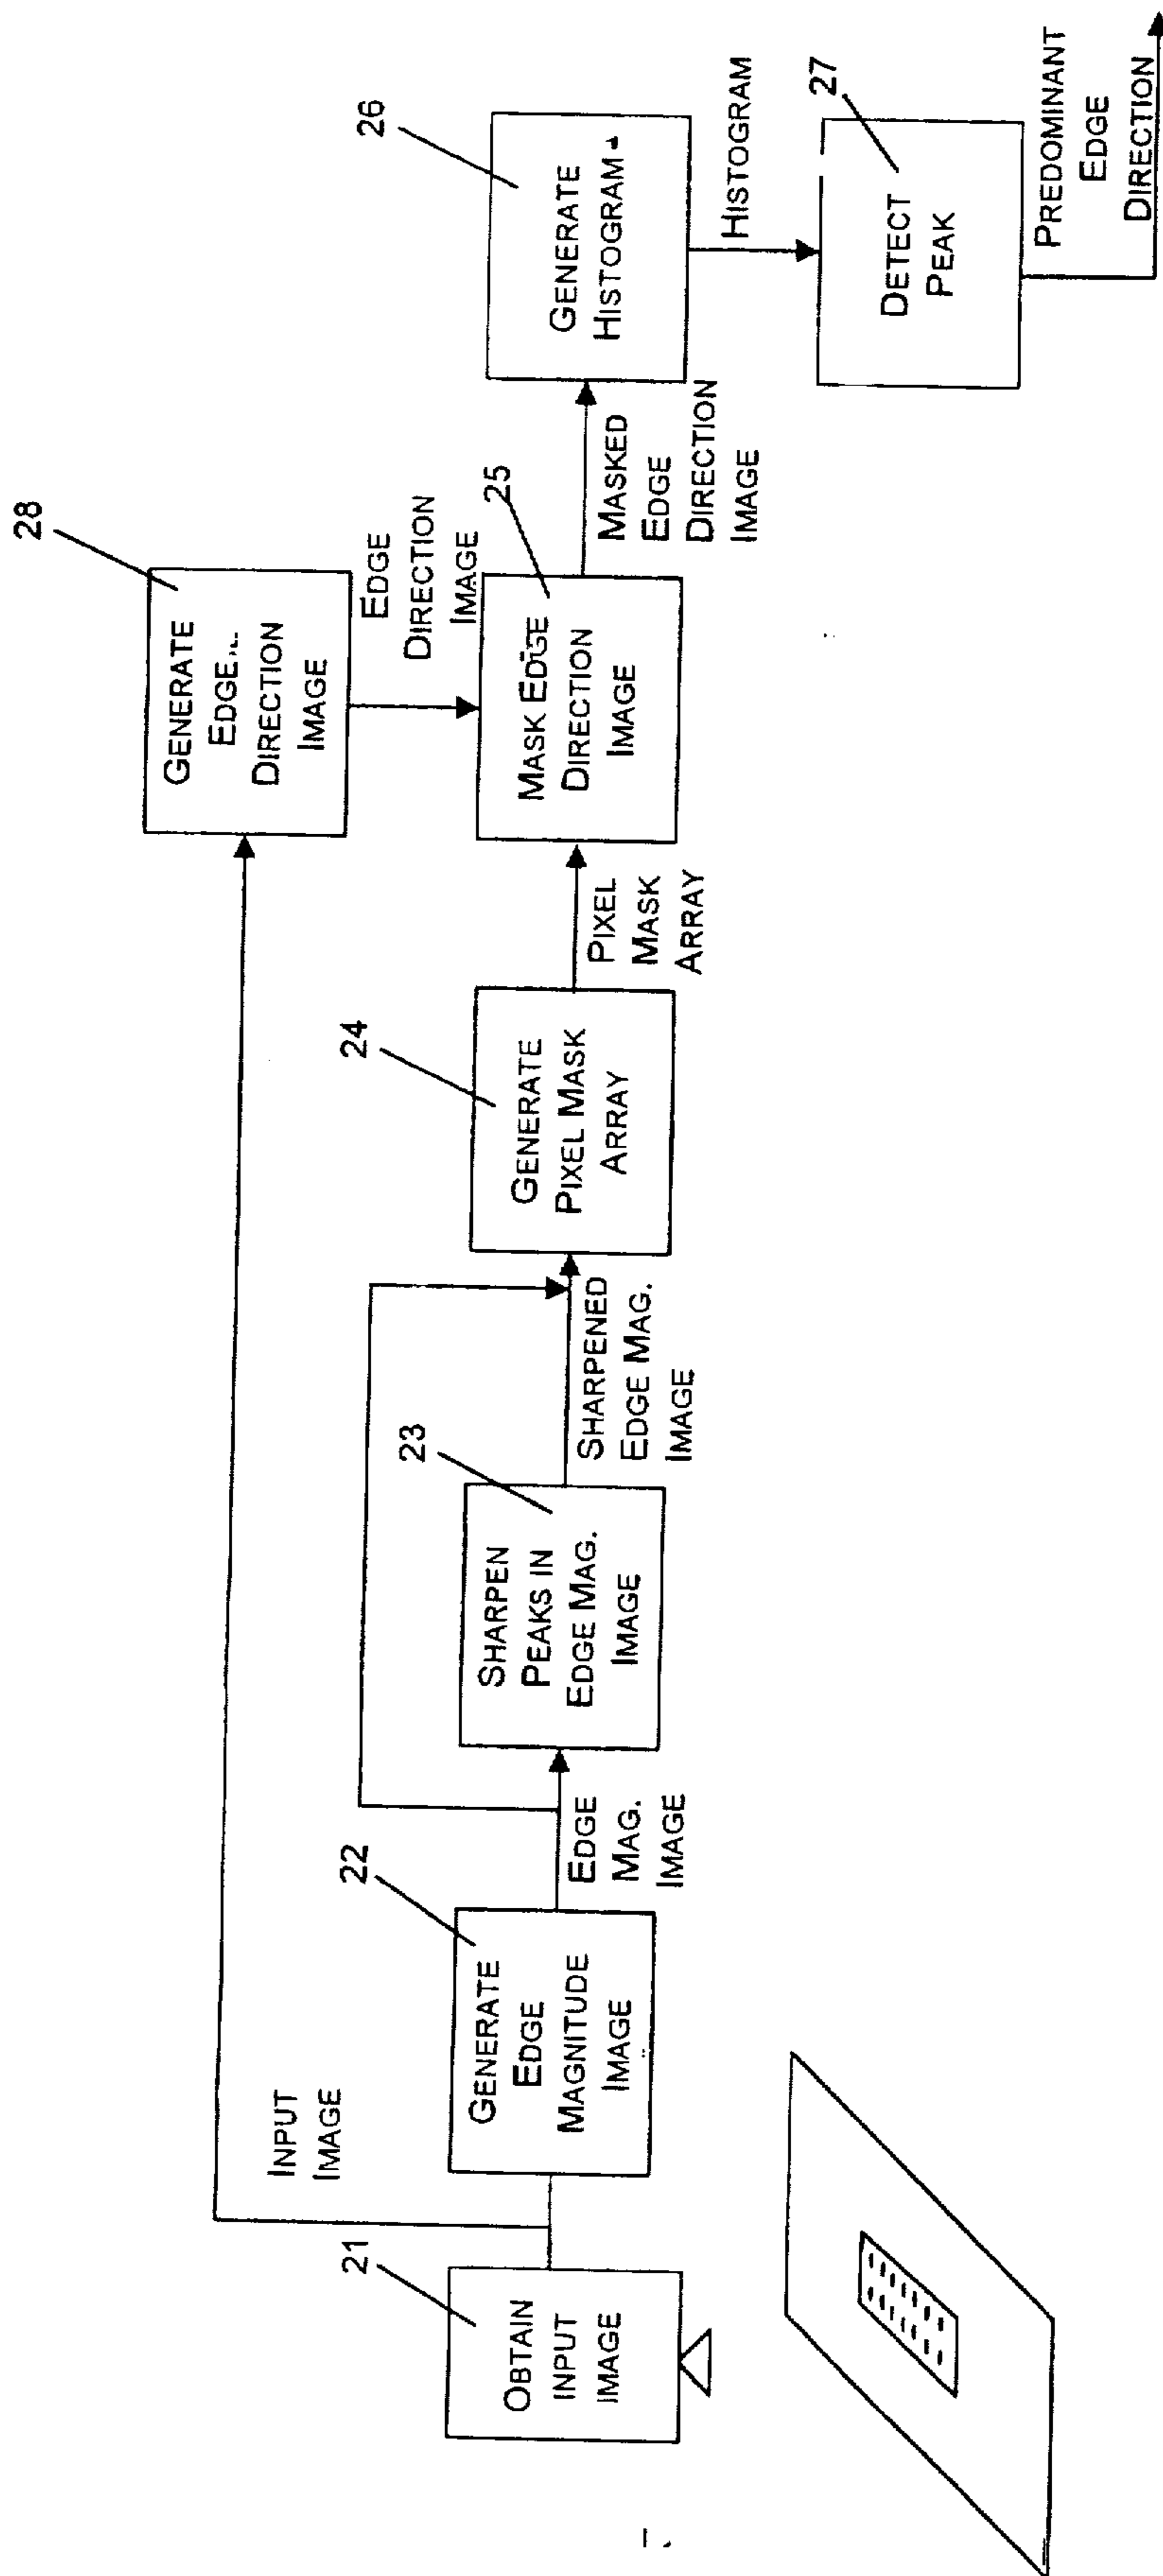 21
OBTAIN
INPUT
IMAGE
INPUT
IMAGE
22
GENERATE
EDGE
MAGNITUDE
IMAGE
EDGE
MAG.
IMAGE
23
SHARPEN
PEAKS IN
EDGE MAG.
IMAGE
SHARPENED
EDGE MAG.
IMAGE
24
GENERATE
PIXEL MASK
ARRAY
PIXEL
MASK
ARRAY
28
GENERATE
EDGE
DIRECTION
IMAGE
EDGE
DIRECTION
IMAGE
25
MASK EDGE
DIRECTION
IMAGE
MASKED
EDGE
DIRECTION
IMAGE
26
GENERATE
HISTOGRAM
HISTOGRAM
27
DETECT
PEAK
PREDOMINANT
EDGE
DIRECTION